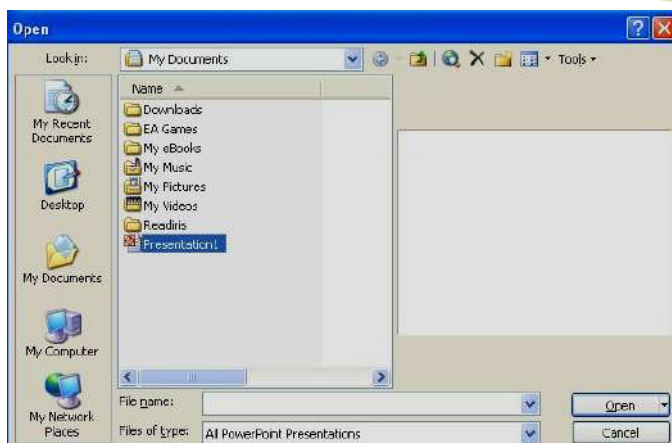 Open
Look in:
My Documents
Tools
Name
My Recent
Documents
Desktop
My Documents
My Computer
My Network
Places
Downloads
EA Games
My eBooks
My Music
My Pictures
My Videos
Readiris
Presentation1
File name:
Open
Files of type:
All PowerPoint Presentations
Cancel